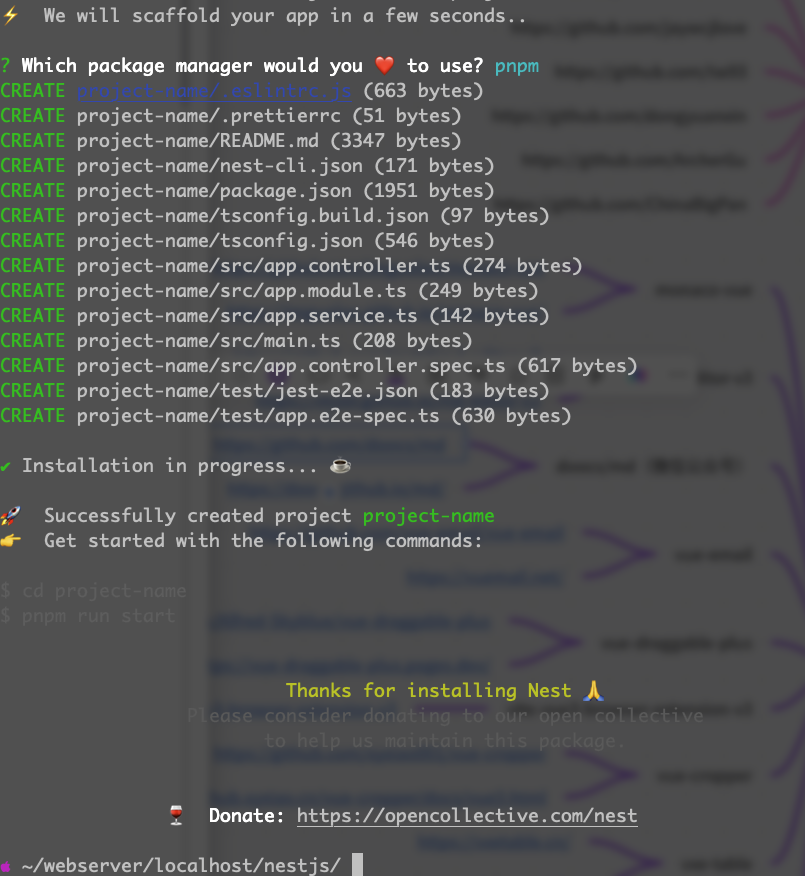 We will scaffold your app in a few seconds..
? Which package manager would you ❤️ to use? pnpm
CREATE project-name/.eslintrc.js (663 bytes)
CREATE project-name/.prettierrc (51 bytes)
CREATE project-name/README.md (3347 bytes)
CREATE project-name/nest-cli.json (171 bytes)
CREATE project-name/package.json (1951 bytes)
CREATE project-name/tsconfig.build.json (97 bytes)
CREATE project-name/tsconfig.json (546 bytes)
CREATE project-name/src/app.controller.ts (274 bytes)
CREATE project-name/src/app.module.ts (249 bytes)
CREATE project-name/src/app.service.ts (142 bytes)
CREATE project-name/src/main.ts (208 bytes)
CREATE project-name/src/app.controller.spec.ts (617 bytes)
CREATE project-name/test/jest-e2e.json (183 bytes)
CREATE project-name/test/app.e2e-spec.ts (630 bytes)
✔ Installation in progress... ☕
🚀 Successfully created project project-name
👉 Get started with the following commands:
$ cd project-name
$ pnpm run start
Thanks for installing Nest 🙏
Please consider donating to our open collective
to help us maintain this package.
🍷 Donate: https://opencollective.com/nest
~/webserver/localhost/nestjs/